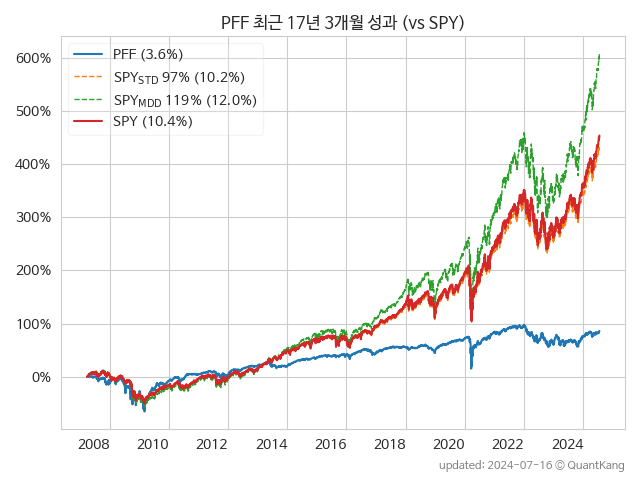 PFF 최근 17년 3개월 성과 (vs SPY)
PFF (3.6%)
SPY_STD 97% (10.2%)
SPY_MDD 119% (12.0%)
SPY (10.4%)
600%
500%
400%
300%
200%
100%
0%
2008 2010 2012 2014 2016 2018 2020 2022 2024
updated: 2024-07-16 © QuantKang